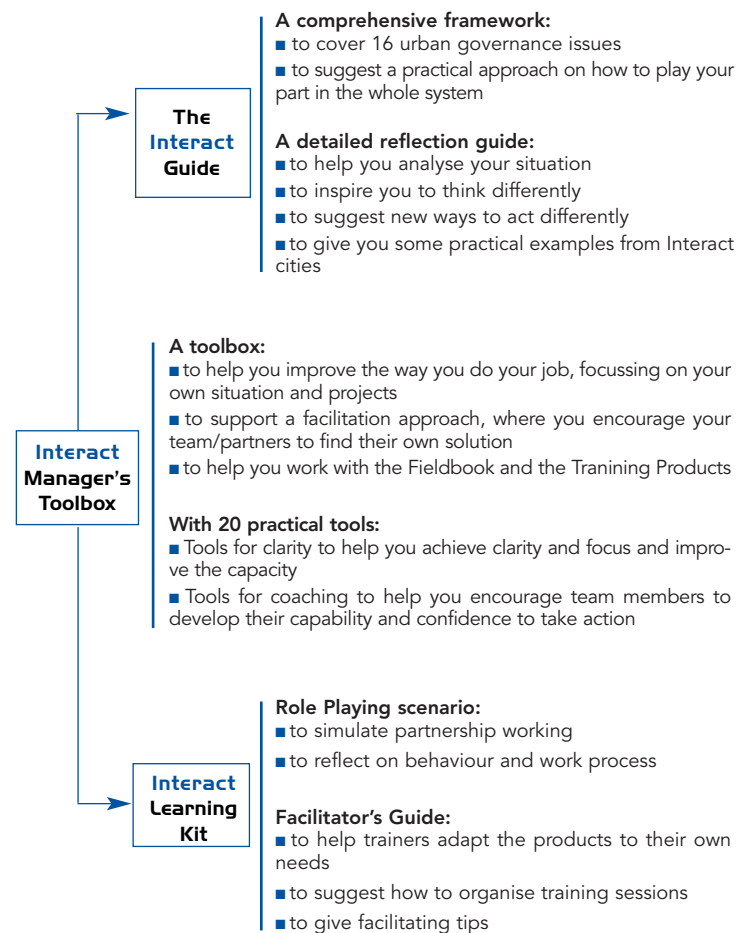 A comprehensive framework:
■ to cover 16 urban governance issues
■ to suggest a practical approach on how to play your
part in the whole system
The
Interact
Guide
A detailed reflection guide:
■ to help you analyse your situation
■ to inspire you to think differently
■ to suggest new ways to act differently
■ to give you some practical examples from Interact
cities
A toolbox:
■ to help you improve the way you do your job, focussing on your
own situation and projects
■ to support a facilitation approach, where you encourage your
team/partners to find their own solution
■ to help you work with the Fieldbook and the Tranining Products
Interact
Manager's
Toolbox
With 20 practical tools:
■ Tools for clarity to help you achieve clarity and focus and impro-
ve the capacity
■ Tools for coaching to help you encourage team members to
develop their capability and confidence to take action
Role Playing scenario:
■ to simulate partnership working
■ to reflect on behaviour and work process
Interact
Learning
Kit
Facilitator's Guide:
■ to help trainers adapt the products to their own
needs
■ to suggest how to organise training sessions
■ to give facilitating tips